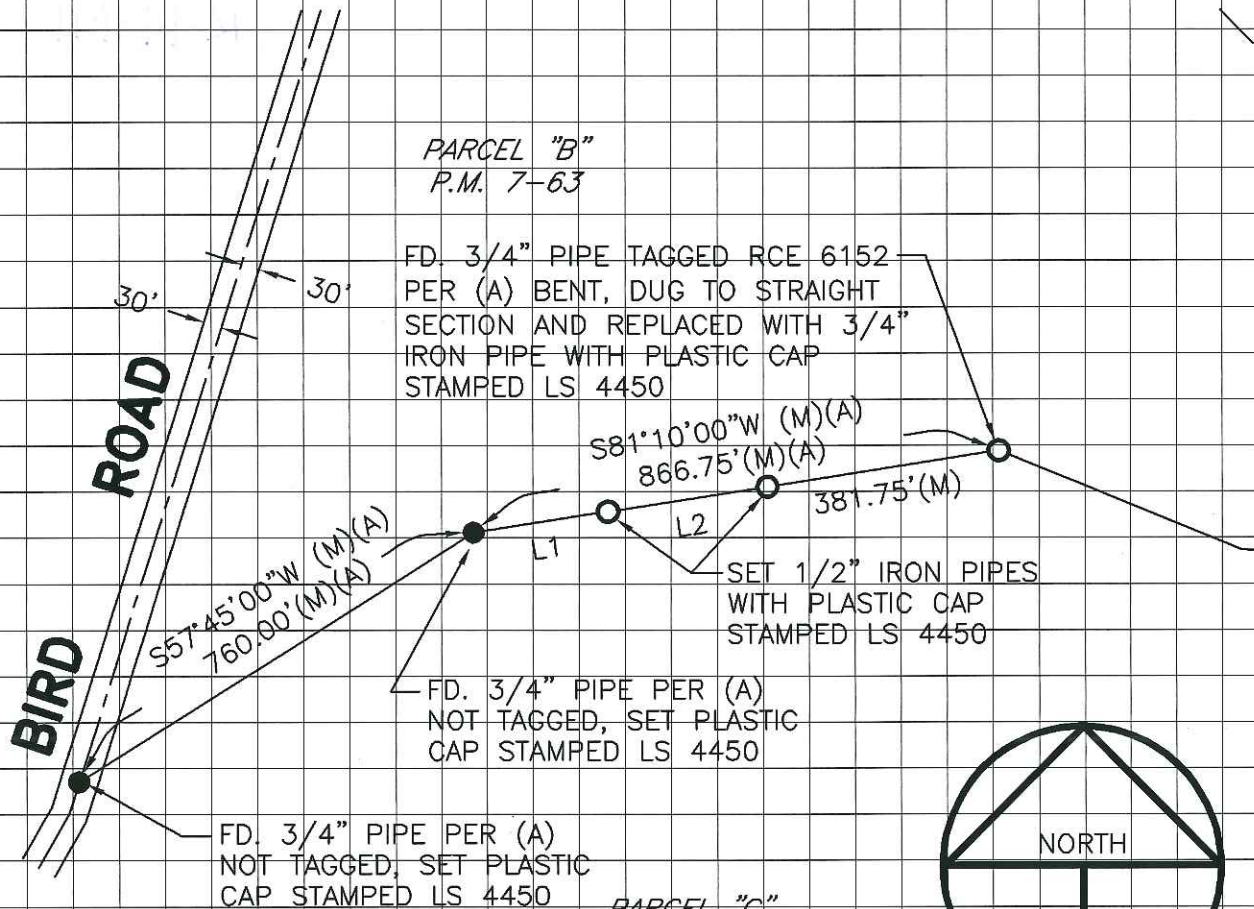 PARCEL "B"
P.M. 7-63
FD. 3/4" PIPE TAGGED RCE 6152
PER (A) BENT, DUG TO STRAIGHT
SECTION AND REPLACED WITH 3/4"
IRON PIPE WITH PLASTIC CAP
STAMPED LS 4450
30'
30'
BIRD ROAD
S81°10'00"W (M)(A)
866.75'(M)(A)
381.75'(M)
L2
L1
S57°45'00"W (M)(A)
760.00'(M)(A)
SET 1/2" IRON PIPES
WITH PLASTIC CAP
STAMPED LS 4450
FD. 3/4" PIPE PER (A)
NOT TAGGED, SET PLASTIC
CAP STAMPED LS 4450
FD. 3/4" PIPE PER (A)
NOT TAGGED, SET PLASTIC
CAP STAMPED LS 4450
NORTH
PARCEL "C"